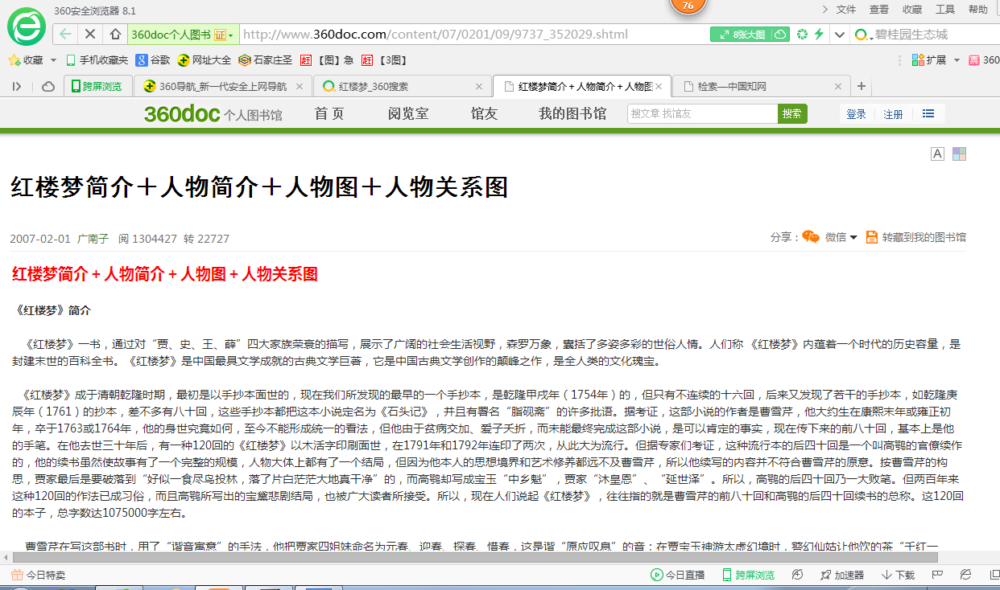 360安全浏览器 8.1
76
文件 查看 收藏 工具 帮助
360doc个人图书 证 http://www.360doc.com/content/07/0201/09/9737_352029.shtml 8张大图 碧桂园生态城
收藏 手机收藏夹 谷歌 网址大全 石家庄圣 赶 【图】急 赶 【3图】 扩展 票 360
跨屏浏览 360导航_新一代安全上网导航 红楼梦_360搜索 红楼梦简介＋人物简介＋人物图 检索—中国知网
360doc 个人图书馆 首 页 阅览室 馆友 我的图书馆 搜文章 找馆友 搜索 登录 注册
A
红楼梦简介＋人物简介＋人物图＋人物关系图
2007-02-01 广南子 阅 1304427 转 22727 分享： 微信 转藏到我的图书馆
红楼梦简介＋人物简介＋人物图＋人物关系图
《红楼梦》简介
《红楼梦》一书，通过对“贾、史、王、薛”四大家族荣衰的描写，展示了广阔的社会生活视野，森罗万象，囊括了多姿多彩的世俗人情。人们称 《红楼梦》内蕴着一个时代的历史容量，是
封建末世的百科全书。《红楼梦》是中国最具文学成就的古典文学巨著，它是中国古典文学创作的颠峰之作，是全人类的文化瑰宝。
《红楼梦》成于清朝乾隆时期，最初是以手抄本面世的，现在我们所发现的最早的一个手抄本，是乾隆甲戌年（1754年）的，但只有不连续的十六回，后来又发现了若干的手抄本，如乾隆庚
辰年（1761）的抄本，差不多有八十回，这些手抄本都把这本小说定名为《石头记》，并且有署名“脂砚斋”的许多批语。据考证，这部小说的作者是曹雪芹，他大约生在康熙末年或雍正初
年，卒于1763或1764年，他的身世究竟如何，至今不能形成统一的看法，但他由于贫病交加、爱子夭折，而未能最终完成这部小说，是可以肯定的事实，现在传下来的前八十回，基本上是他
的手笔。在他去世三十年后，有一种120回的《红楼梦》以木活字印刷面世，在1791年和1792年连印了两次，从此大为流行。但据专家们考证，这种流行本的后四十回是一个叫高鹗的官僚续作
的，他的续书虽然使故事有了一个完整的规模，人物大体上都有了一个结局，但因为他本人的思想境界和艺术修养都远不及曹雪芹，所以他续写的内容并不符合曹雪芹的原意。按曹雪芹的构
思，贾家最后是要破落到“好似一食尽鸟投林，落了片白茫茫大地真干净”的，而高鹗却写成宝玉“中乡魁”，贾家“沐皇恩”、“延世泽”。所以，高鹗的后四十回乃一大败笔。但两百年来
这种120回的作法已成习俗，而且高鹗所写出的宝黛悲剧结局，也被广大读者所接受。所以，现在人们说起《红楼梦》，往往指的就是曹雪芹的前八十回和高鹗的后四十回续书的总称。这120回
的本子，总字数达1075000字左右。
曹雪芹在写这部书时，用了“谐音寓意”的手法，他把贾家四姐妹命名为元春、迎春、探春、惜春，这是谐“原应叹息”的音；在贾宝玉神游太虚幻境时，警幻仙姑让他饮的茶“千红一
今日特卖 今日直播 跨屏浏览 加速器 下载